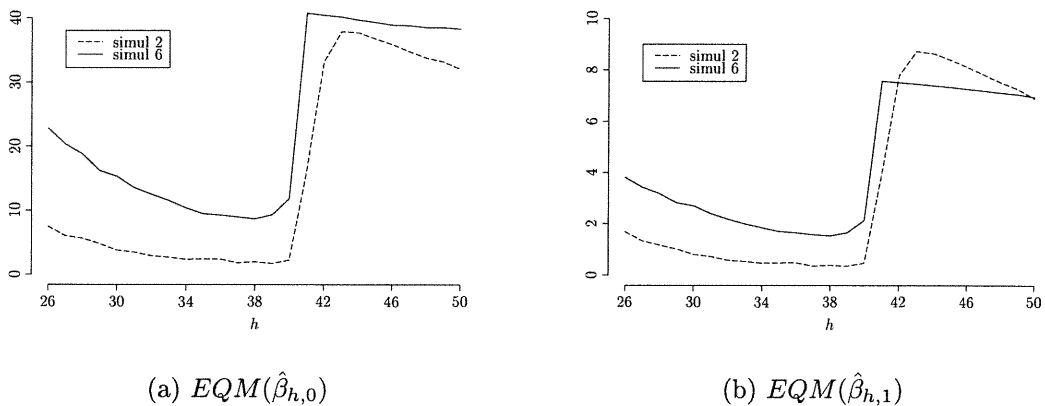 simul 2
simul 6
0 10 20 30 40
26 30 34 38 42 46 50
h
(a) EQM(β̂_{h,0})
simul 2
simul 6
0 2 4 6 8 10
26 30 34 38 42 46 50
h
(b) EQM(β̂_{h,1})